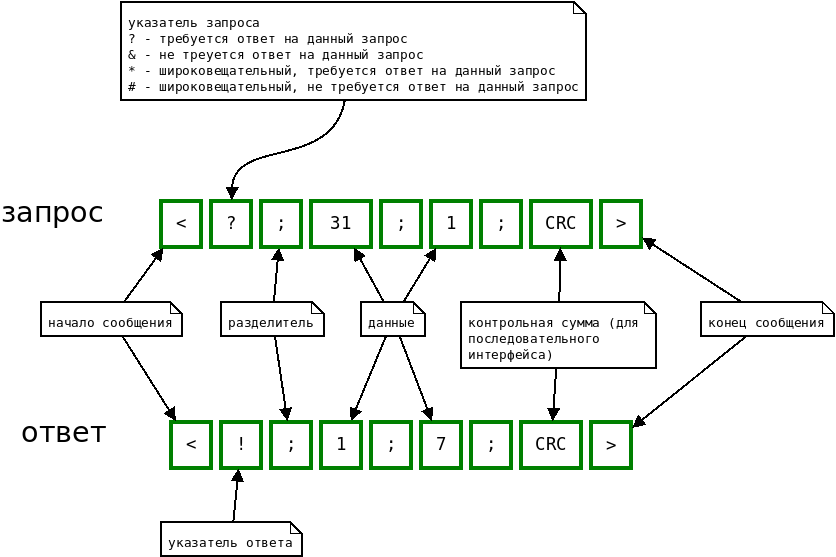 указатель запроса
? - требуется ответ на данный запрос
& - не треуется ответ на данный запрос
* - широковещательный, требуется ответ на данный запрос
# - широковещательный, не требуется ответ на данный запрос
запрос
< ? ; 31 ; 1 ; CRC >
начало сообщения
разделитель
данные
контрольная сумма (для
последовательного
интерфейса)
конец сообщения
ответ
< ! ; 1 ; 7 ; CRC >
указатель ответа